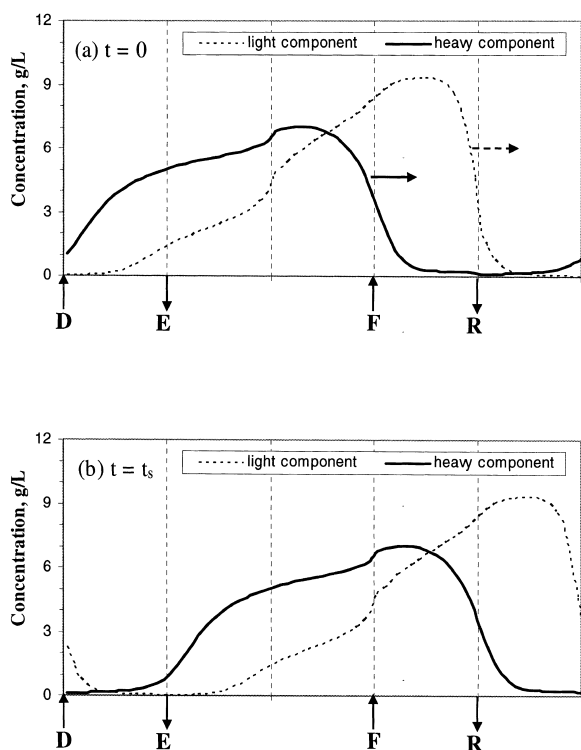 12
(a) t = 0
light component
heavy component
9
6
3
0
Concentration, g/L
D
E
F
R
12
(b) t = tₛ
light component
heavy component
9
6
3
0
Concentration, g/L
D
E
F
R